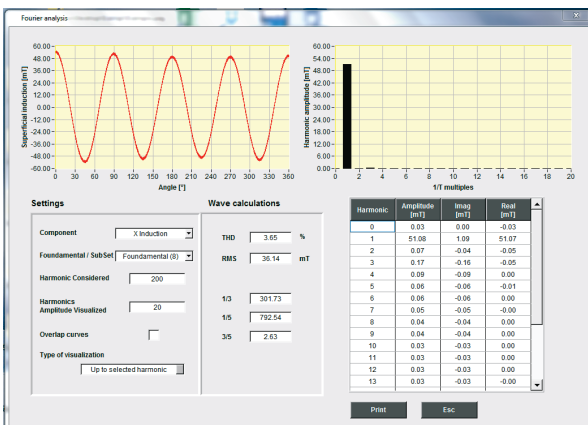 Fourier analysis
60.00
48.00
36.00
24.00
12.00
0.00
-12.00
-24.00
-36.00
-48.00
-60.00
Superficial induction [mT]
0 30 60 90 120 150 180 210 240 270 300 330 360
Angle [°]
60.00
54.00
48.00
42.00
36.00
30.00
24.00
18.00
12.00
6.00
0.00
Harmonic amplitude [mT]
0 2 4 6 8 10 12 14 16 18 20
1/T multiples
Settings
Component X Induction
Foundamental / SubSet Foundamental (8)
Harmonic Considered 200
Harmonics
Amplitude Visualized 20
Overlap curves
Type of visualization
Up to selected harmonic
Wave calculations
THD 3.65 %
RMS 36.14 mT
1/3 301.73
1/5 792.54
3/5 2.63
Harmonic Amplitude [mT] Imag [mT] Real [mT]
0 0.03 0.00 -0.03
1 51.08 1.09 51.07
2 0.07 -0.04 -0.05
3 0.17 -0.16 -0.05
4 0.09 -0.09 0.00
5 0.06 -0.06 -0.01
6 0.06 -0.06 0.00
7 0.05 -0.05 -0.00
8 0.04 -0.04 0.00
9 0.04 -0.04 0.00
10 0.03 -0.03 0.00
11 0.03 -0.03 0.00
12 0.03 -0.03 0.00
13 0.03 -0.03 -0.00
Print Esc